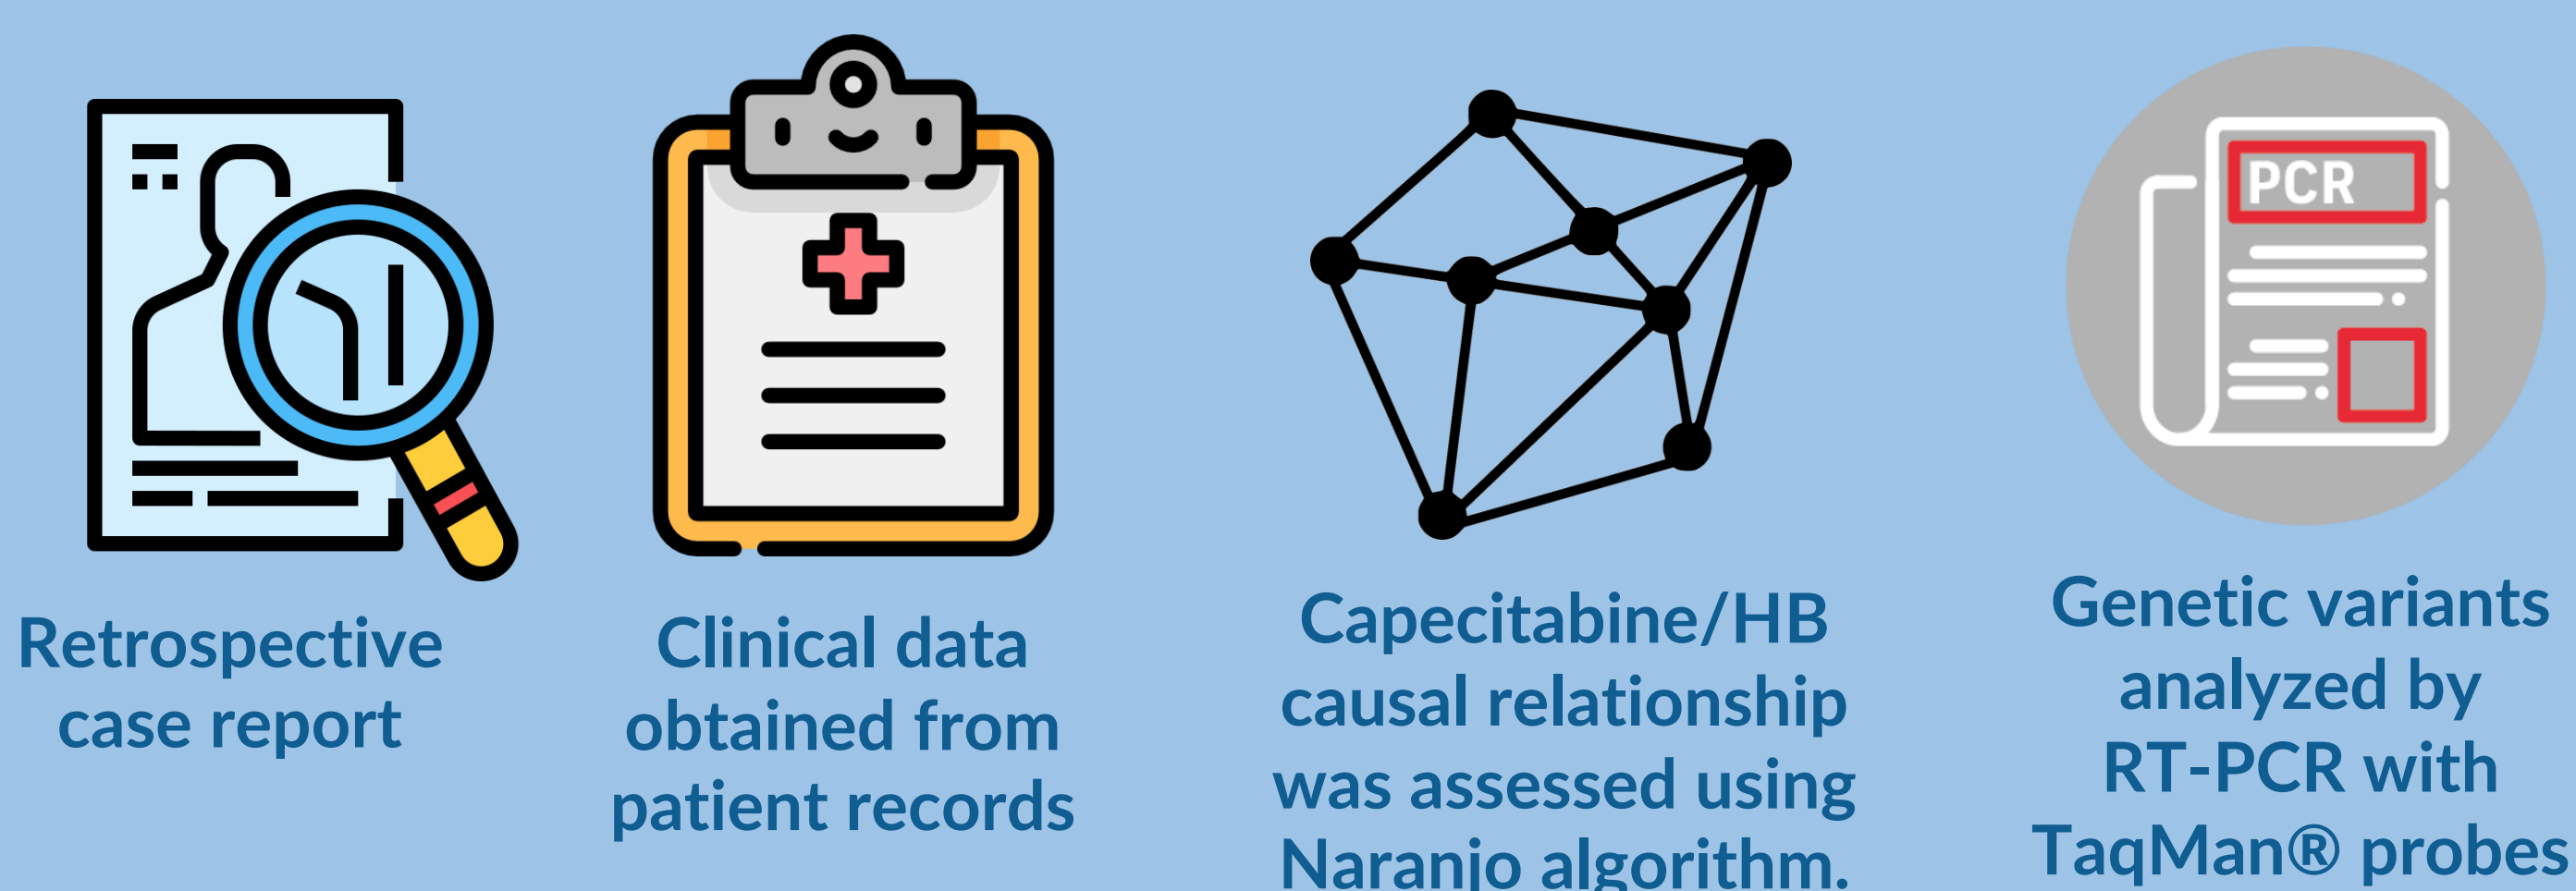 Retrospective
case report
Clinical data
obtained from
patient records
Capecitabine/HB
causal relationship
was assessed using
Naranjo algorithm.
PCR
Genetic variants
analyzed by
RT-PCR with
TaqMan® probes